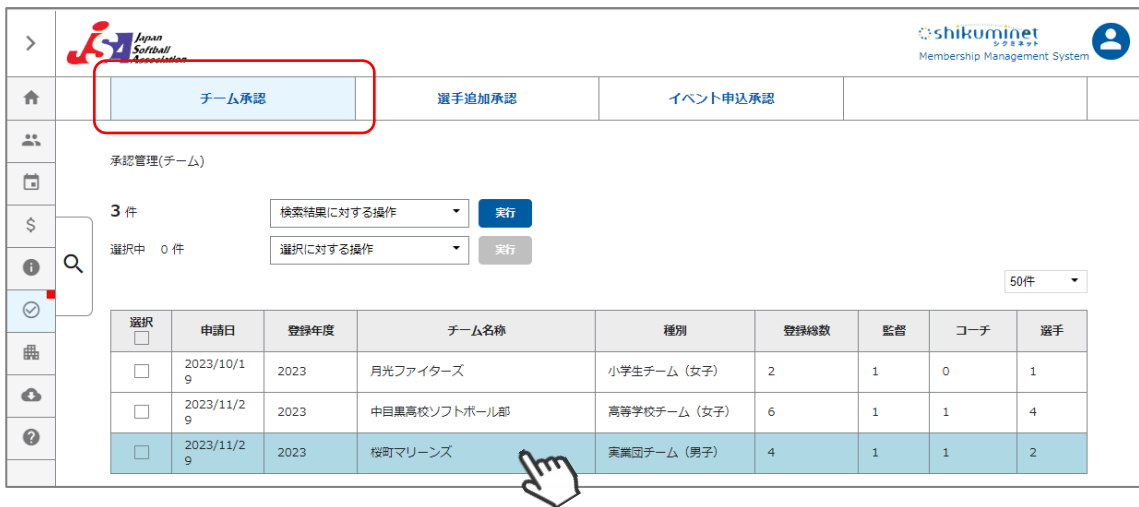 Japan
Softball
Association
shikuminet
シクミネット
Membership Management System
チーム承認 選手追加承認 イベント申込承認
承認管理(チーム)
3 件 検索結果に対する操作 実行
選択中 0 件 選択に対する操作 実行
50件
選択 申請日 登録年度 チーム名称 種別 登録総数 監督 コーチ 選手
2023/10/1
9 2023 月光ファイターズ 小学生チーム（女子） 2 1 0 1
2023/11/2
9 2023 中目黒高校ソフトボール部 高等学校チーム（女子） 6 1 1 4
2023/11/2
9 2023 桜町マリーンズ 実業団チーム（男子） 4 1 1 2